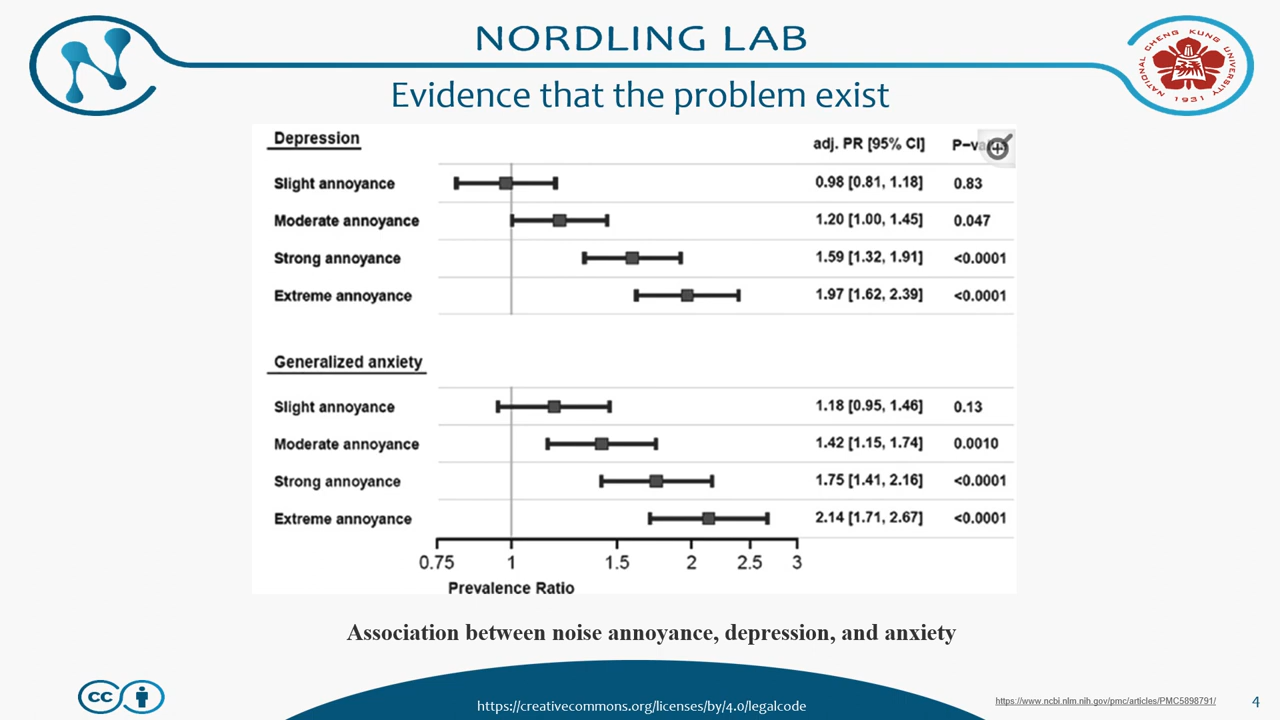 NORDLING LAB
Evidence that the problem exist
NATIONAL CHENG KUNG UNIVERSITY
1931
Depression adj. PR [95% CI]
Slight annoyance 0.98 [0.81, 1.18] 0.83
Moderate annoyance 1.20 [1.00, 1.45] 0.047
Strong annoyance 1.59 [1.32, 1.91] <0.0001
Extreme annoyance 1.97 [1.62, 2.39] <0.0001
Generalized anxiety
Slight annoyance 1.18 [0.95, 1.46] 0.13
Moderate annoyance 1.42 [1.15, 1.74] 0.0010
Strong annoyance 1.75 [1.41, 2.16] <0.0001
Extreme annoyance 2.14 [1.71, 2.67] <0.0001
0.75 1 1.5 2 2.5 3
Prevalence Ratio
Association between noise annoyance, depression, and anxiety
cc
https://creativecommons.org/licenses/by/4.0/legalcode
https://www.ncbi.nlm.nih.gov/pmc/articles/PMC5898791/
4